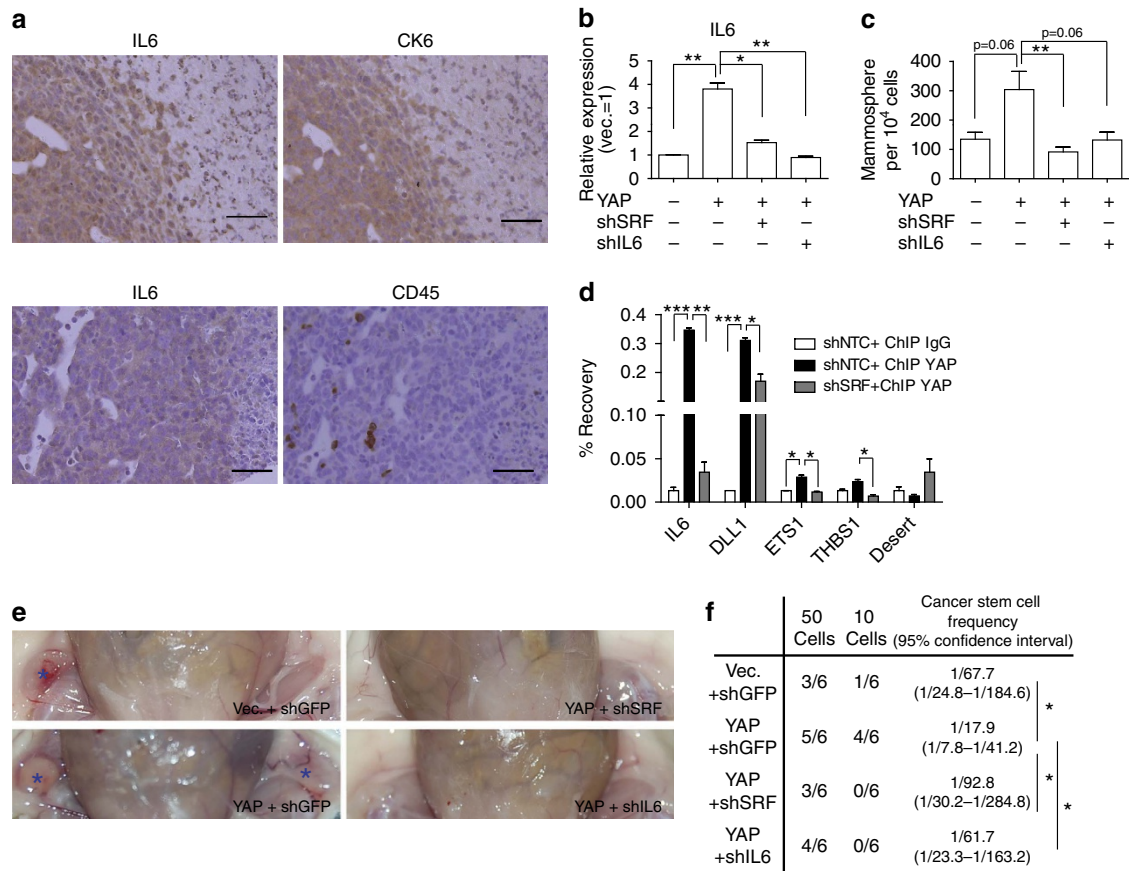 a
IL6
CK6
IL6
CD45
b
IL6
Relative expression
(vec.=1)
5
4
3
2
1
0
** * **
YAP – + + +
shSRF – – + –
shIL6 – – – +
c
Mammosphere
per 10⁴ cells
400
300
200
100
0
p=0.06
p=0.06
**
YAP – + + +
shSRF – – + –
shIL6 – – – +
d
% Recovery
0.4
0.3
0.2
0.10
0.05
0.00
*** ** *** * * * *
shNTC+ ChIP IgG
shNTC+ ChIP YAP
shSRF+ChIP YAP
IL6
DLL1
ETS1
THBS1
Desert
e
*
Vec. + shGFP
YAP + shSRF
* *
YAP + shGFP
YAP + shIL6
f
50 Cells
10 Cells
Cancer stem cell
frequency
(95% confidence interval)
Vec.
+shGFP
3/6 1/6
1/67.7
(1/24.8–1/184.6)
YAP
+shGFP
5/6 4/6
1/17.9
(1/7.8–1/41.2)
YAP
+shSRF
3/6 0/6
1/92.8
(1/30.2–1/284.8)
YAP
+shIL6
4/6 0/6
1/61.7
(1/23.3–1/163.2)
*
*
*